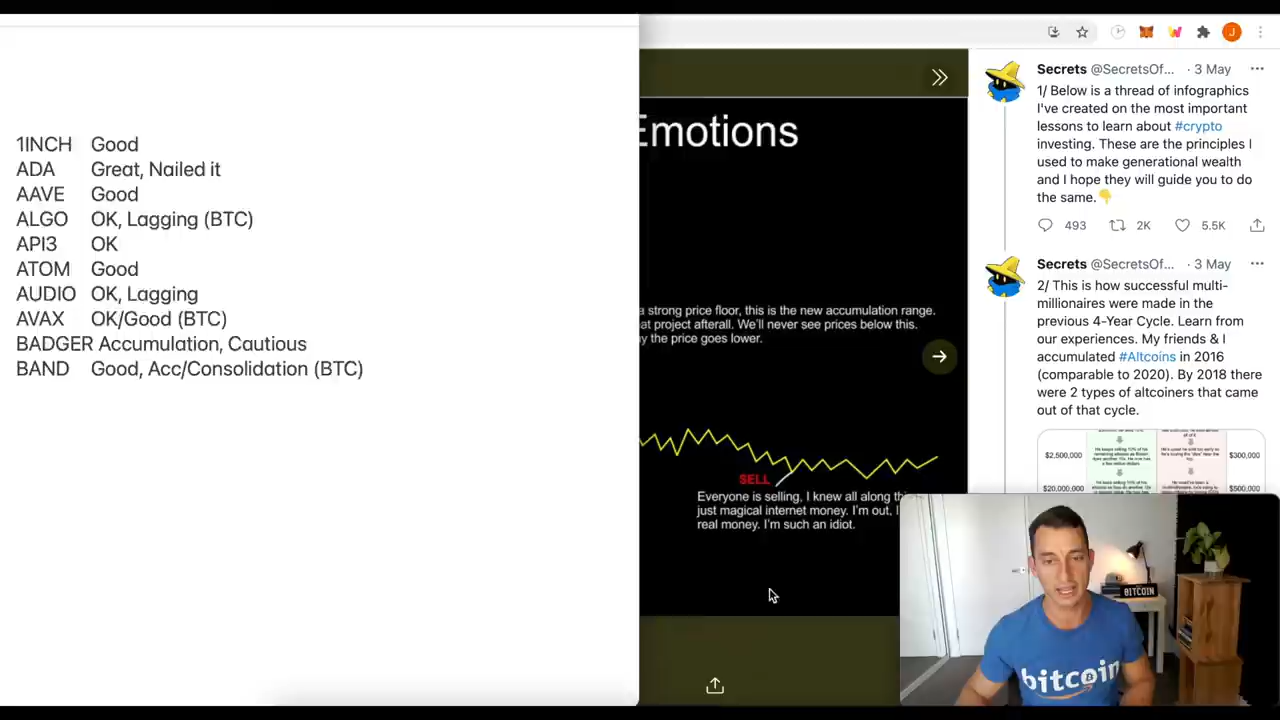 1INCH Good
ADA Great, Nailed it
AAVE Good
ALGO OK, Lagging (BTC)
API3 OK
ATOM Good
AUDIO OK, Lagging
AVAX OK/Good (BTC)
BADGER Accumulation, Cautious
BAND Good, Acc/Consolidation (BTC)
Emotions
a strong price floor, this is the new accumulation range.
at project afterall. We'll never see prices below this.
y the price goes lower.
SELL
Everyone is selling, I knew all along
just magical internet money. I'm out, I
real money. I'm such an idiot.
J
Secrets @SecretsOf... · 3 May
1/ Below is a thread of infographics
I've created on the most important
lessons to learn about #crypto
investing. These are the principles I
used to make generational wealth
and I hope they will guide you to do
the same.👇
493 2K 5.5K
Secrets @SecretsOf... · 3 May
2/ This is how successful multi-
millionaires were made in the
previous 4-Year Cycle. Learn from
our experiences. My friends & I
accumulated #Altcoins in 2016
(comparable to 2020). By 2018 there
were 2 types of altcoiners that came
out of that cycle.
$2,500,000 $300,000
$20,000,000 $500,000
BITCOIN
bitcoin